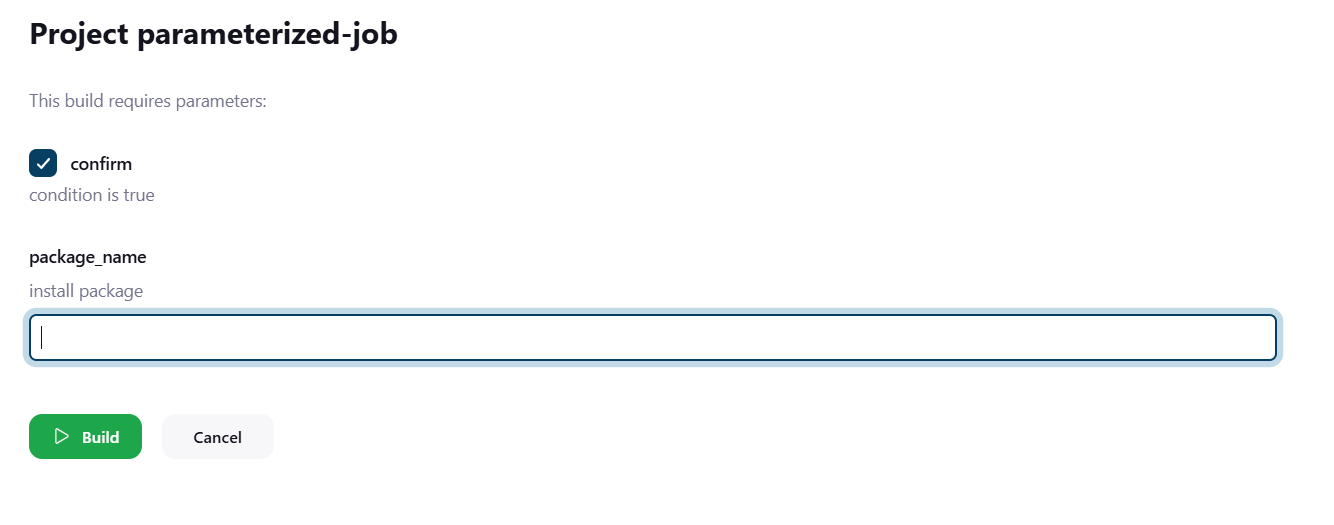 Project parameterized-job
This build requires parameters:
confirm
condition is true
package_name
install package
Build
Cancel